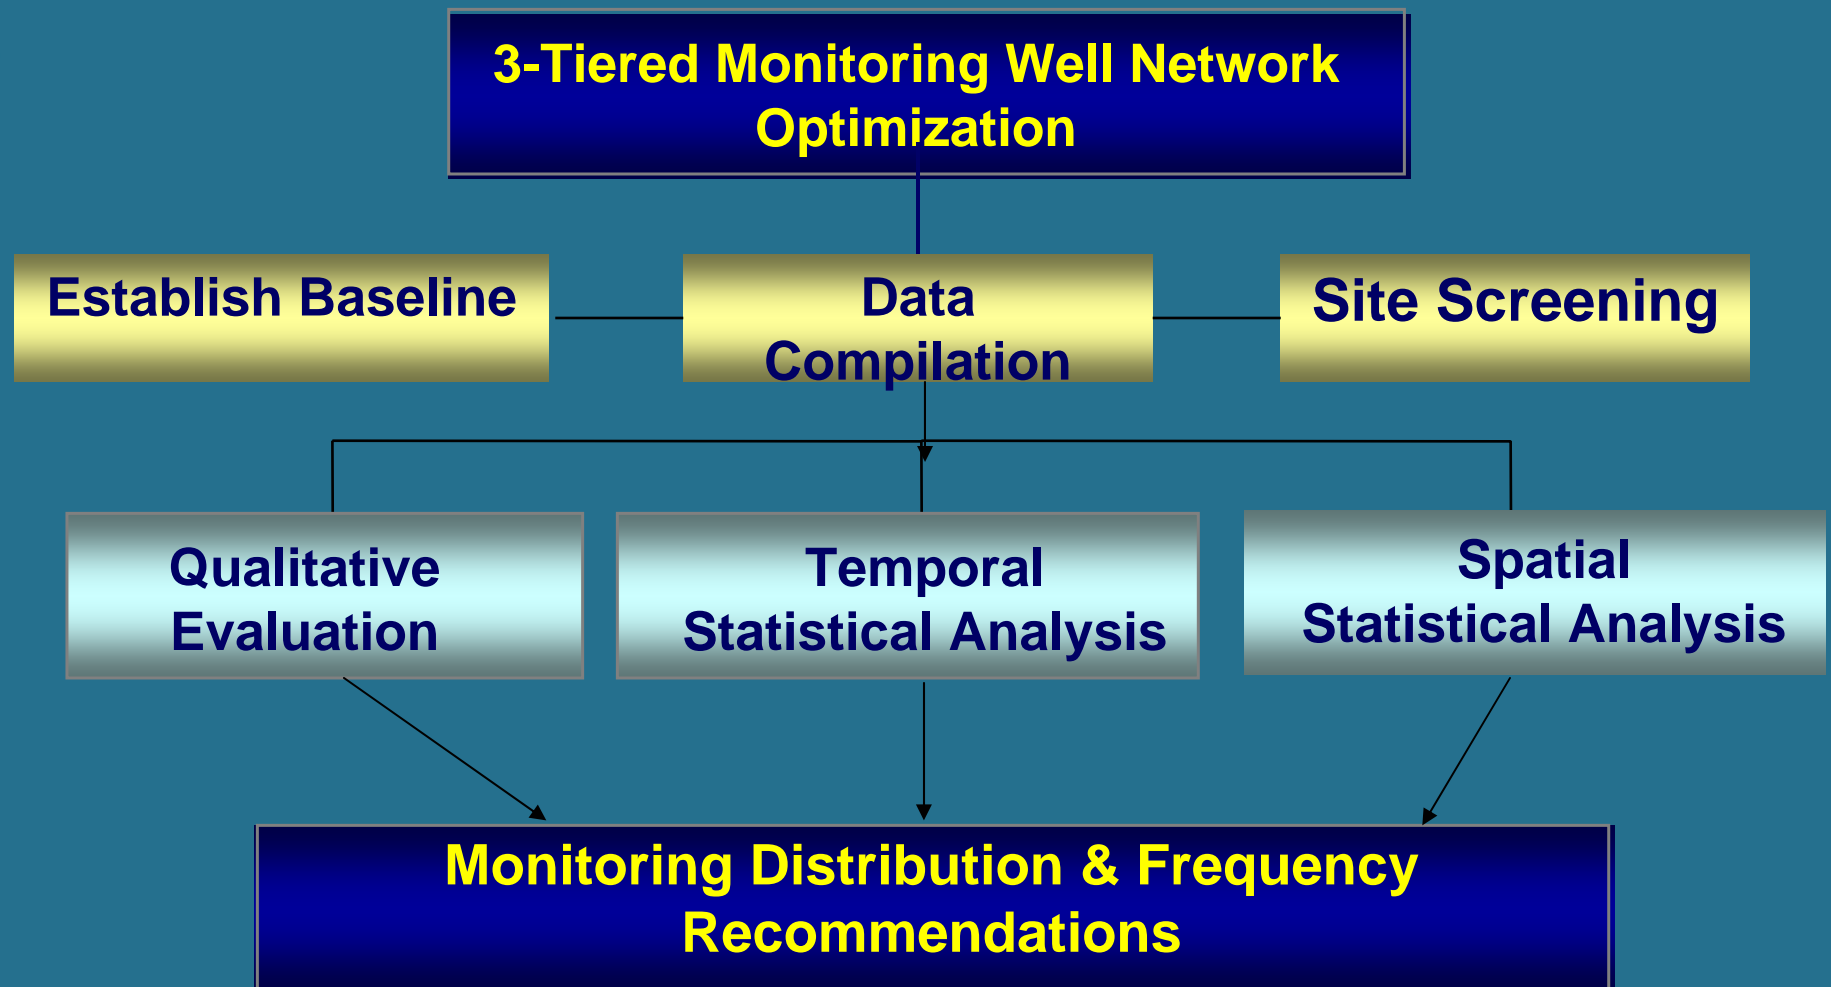 3-Tiered Monitoring Well Network
Optimization
Establish Baseline
Data
Compilation
Site Screening
Qualitative
Evaluation
Temporal
Statistical Analysis
Spatial
Statistical Analysis
Monitoring Distribution & Frequency
Recommendations